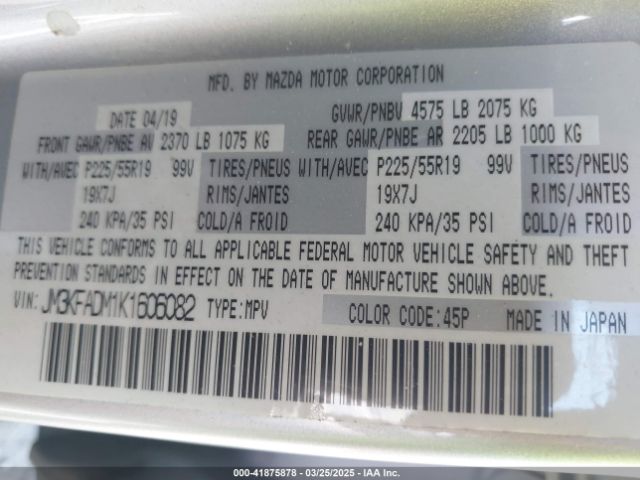 MFD. BY MAZDA MOTOR CORPORATION
DATE 04/19 GVWR/PNBV 4575 LB 2075 KG
FRONT GAWR/PNBE AV 2370 LB 1075 KG REAR GAWR/PNBE AR 2205 LB 1000 KG
WITH/AVEC P225/55R19 99V TIRES/PNEUS WITH/AVEC P225/55R19 99V TIRES/PNEUS
19X7J RIMS/JANTES 19X7J RIMS/JANTES
240 KPA/35 PSI COLD/A FROID 240 KPA/35 PSI COLD/A FROID
THIS VEHICLE CONFORMS TO ALL APPLICABLE FEDERAL MOTOR VEHICLE SAFETY AND THEFT
PREVENTION STANDARDS IN EFFECT ON THE DATE OF MANUFACTURE SHOWN ABOVE.
VIN: JM3KFADM1K1606082 TYPE:MPV COLOR CODE:45P MADE IN JAPAN
000-41875878 - 03/25/2025 - IAA Inc.